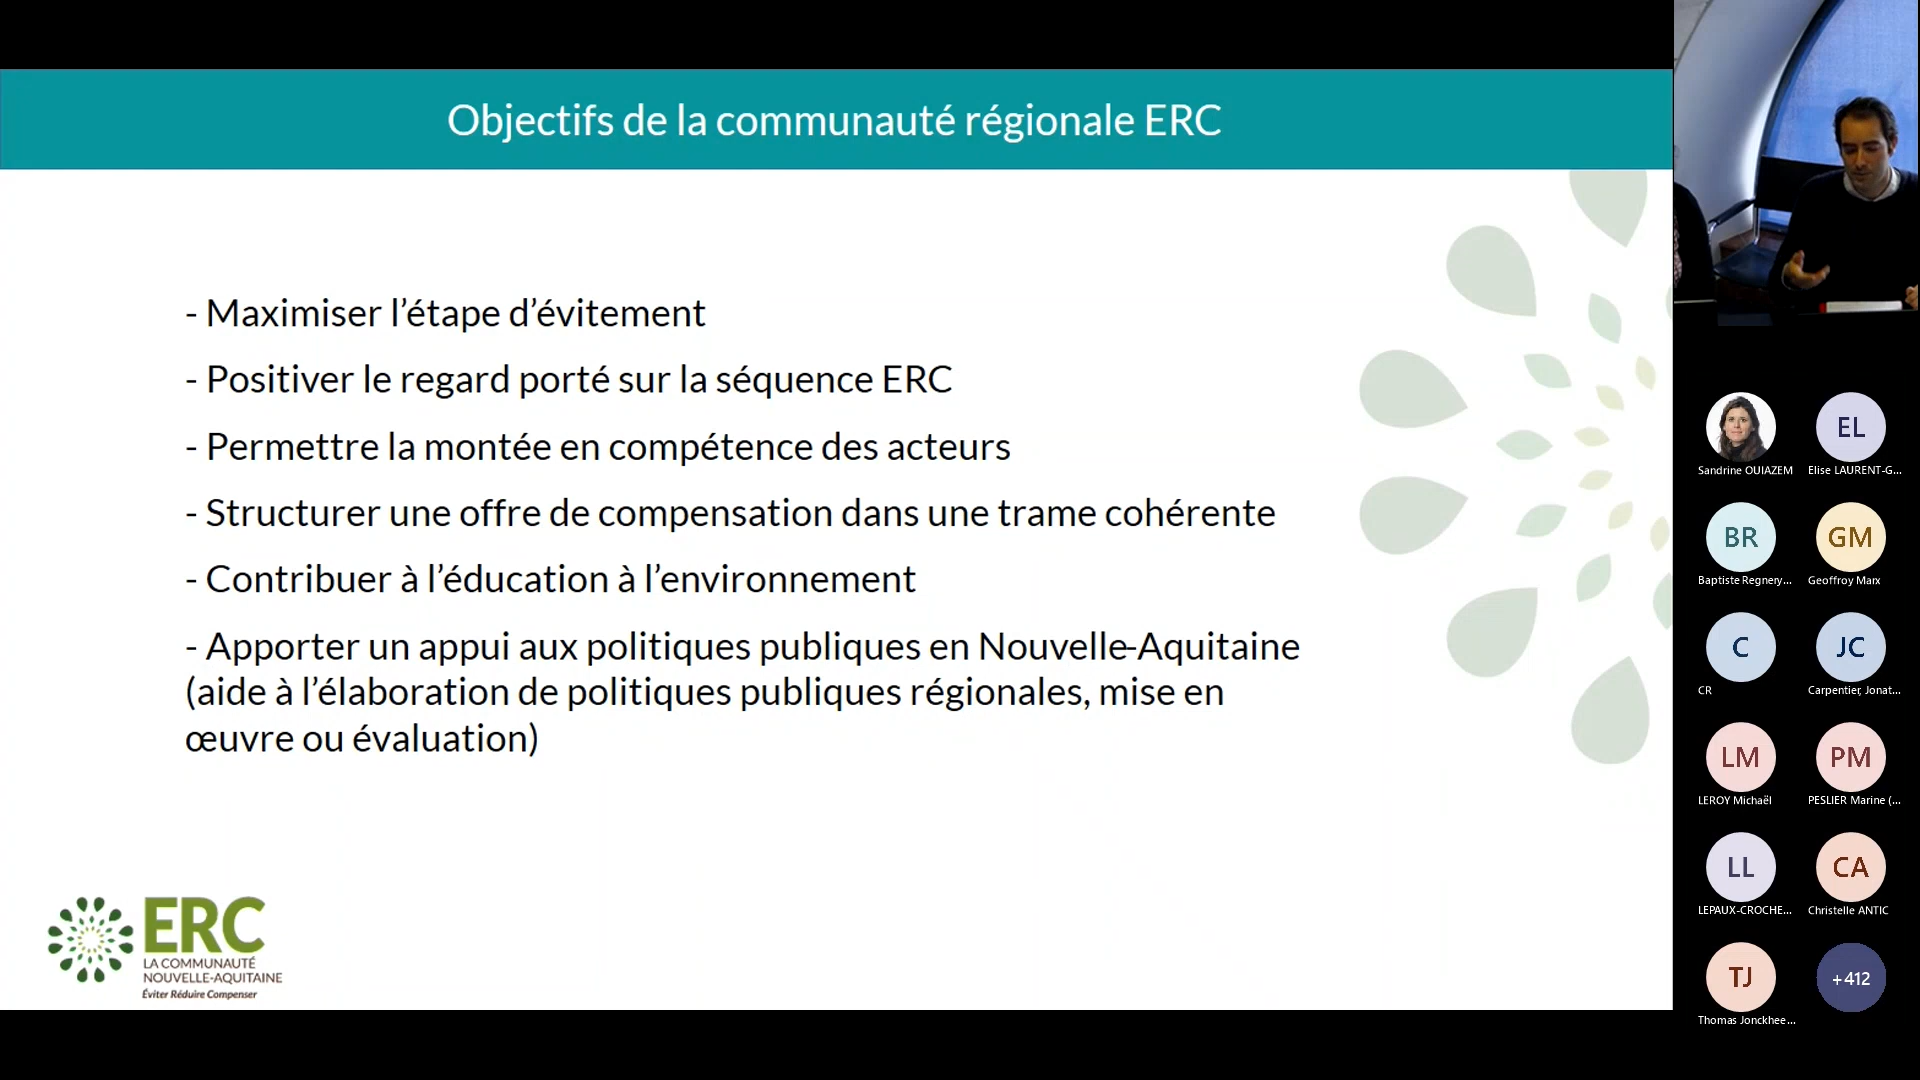 Objectifs de la communauté régionale ERC
- Maximiser l’étape d’évitement
- Positiver le regard porté sur la séquence ERC
- Permettre la montée en compétence des acteurs
- Structurer une offre de compensation dans une trame cohérente
- Contribuer à l’éducation à l’environnement
- Apporter un appui aux politiques publiques en Nouvelle-Aquitaine
(aide à l’élaboration de politiques publiques régionales, mise en
œuvre ou évaluation)
ERC
LA COMMUNAUTÉ
NOUVELLE-AQUITAINE
Éviter Réduire Compenser
Sandrine OUIAZEM
EL
Elise LAURENT-G...
BR
Baptiste Regnery...
GM
Geoffroy Marx
C
CR
JC
Carpentier, Jonat...
LM
LEROY Michaël
PM
PESLIER Marine (...
LL
LEPAUX-CROCHE...
CA
Christelle ANTIC
TJ
Thomas Jonckhee...
+412